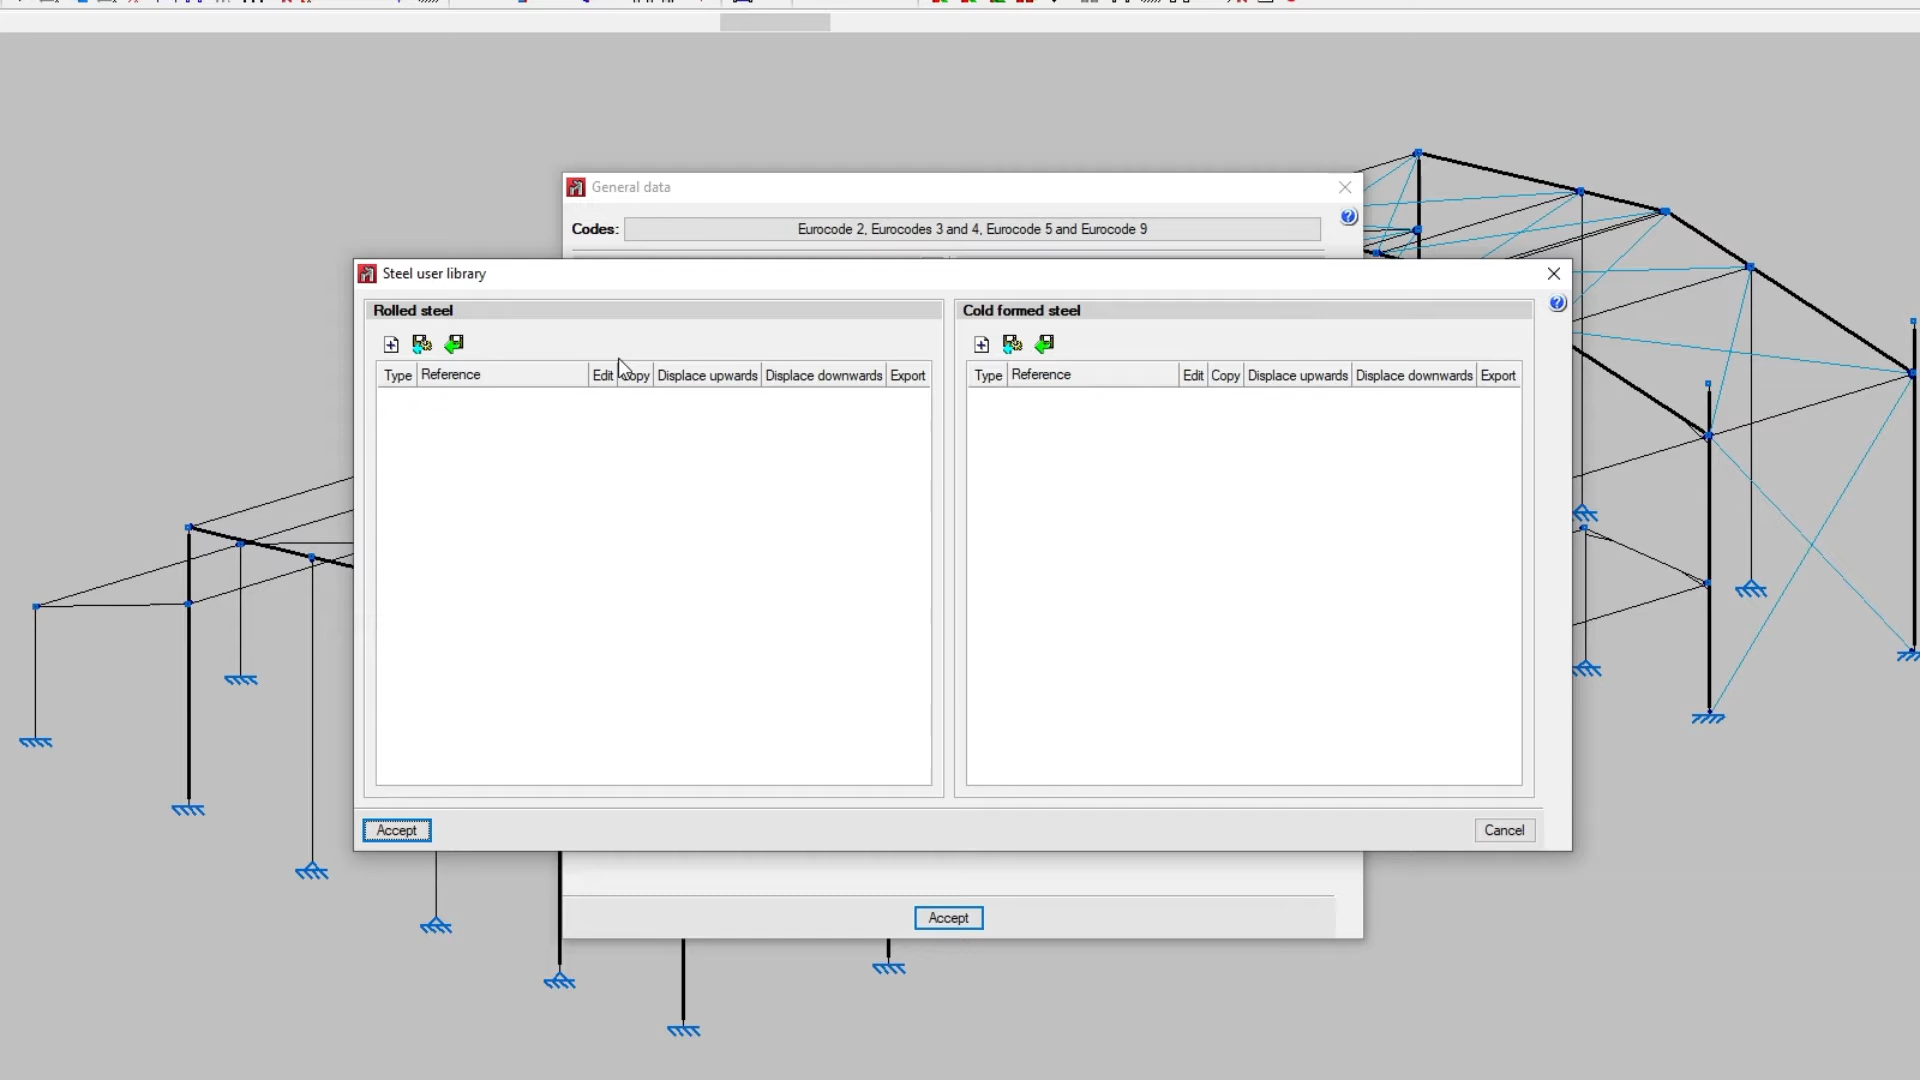 General data
Codes: Eurocode 2, Eurocodes 3 and 4, Eurocode 5 and Eurocode 9
Steel user library
Rolled steel
Type Reference Edit Copy Displace upwards Displace downwards Export
Cold formed steel
Type Reference Edit Copy Displace upwards Displace downwards Export
Accept
Cancel
Accept